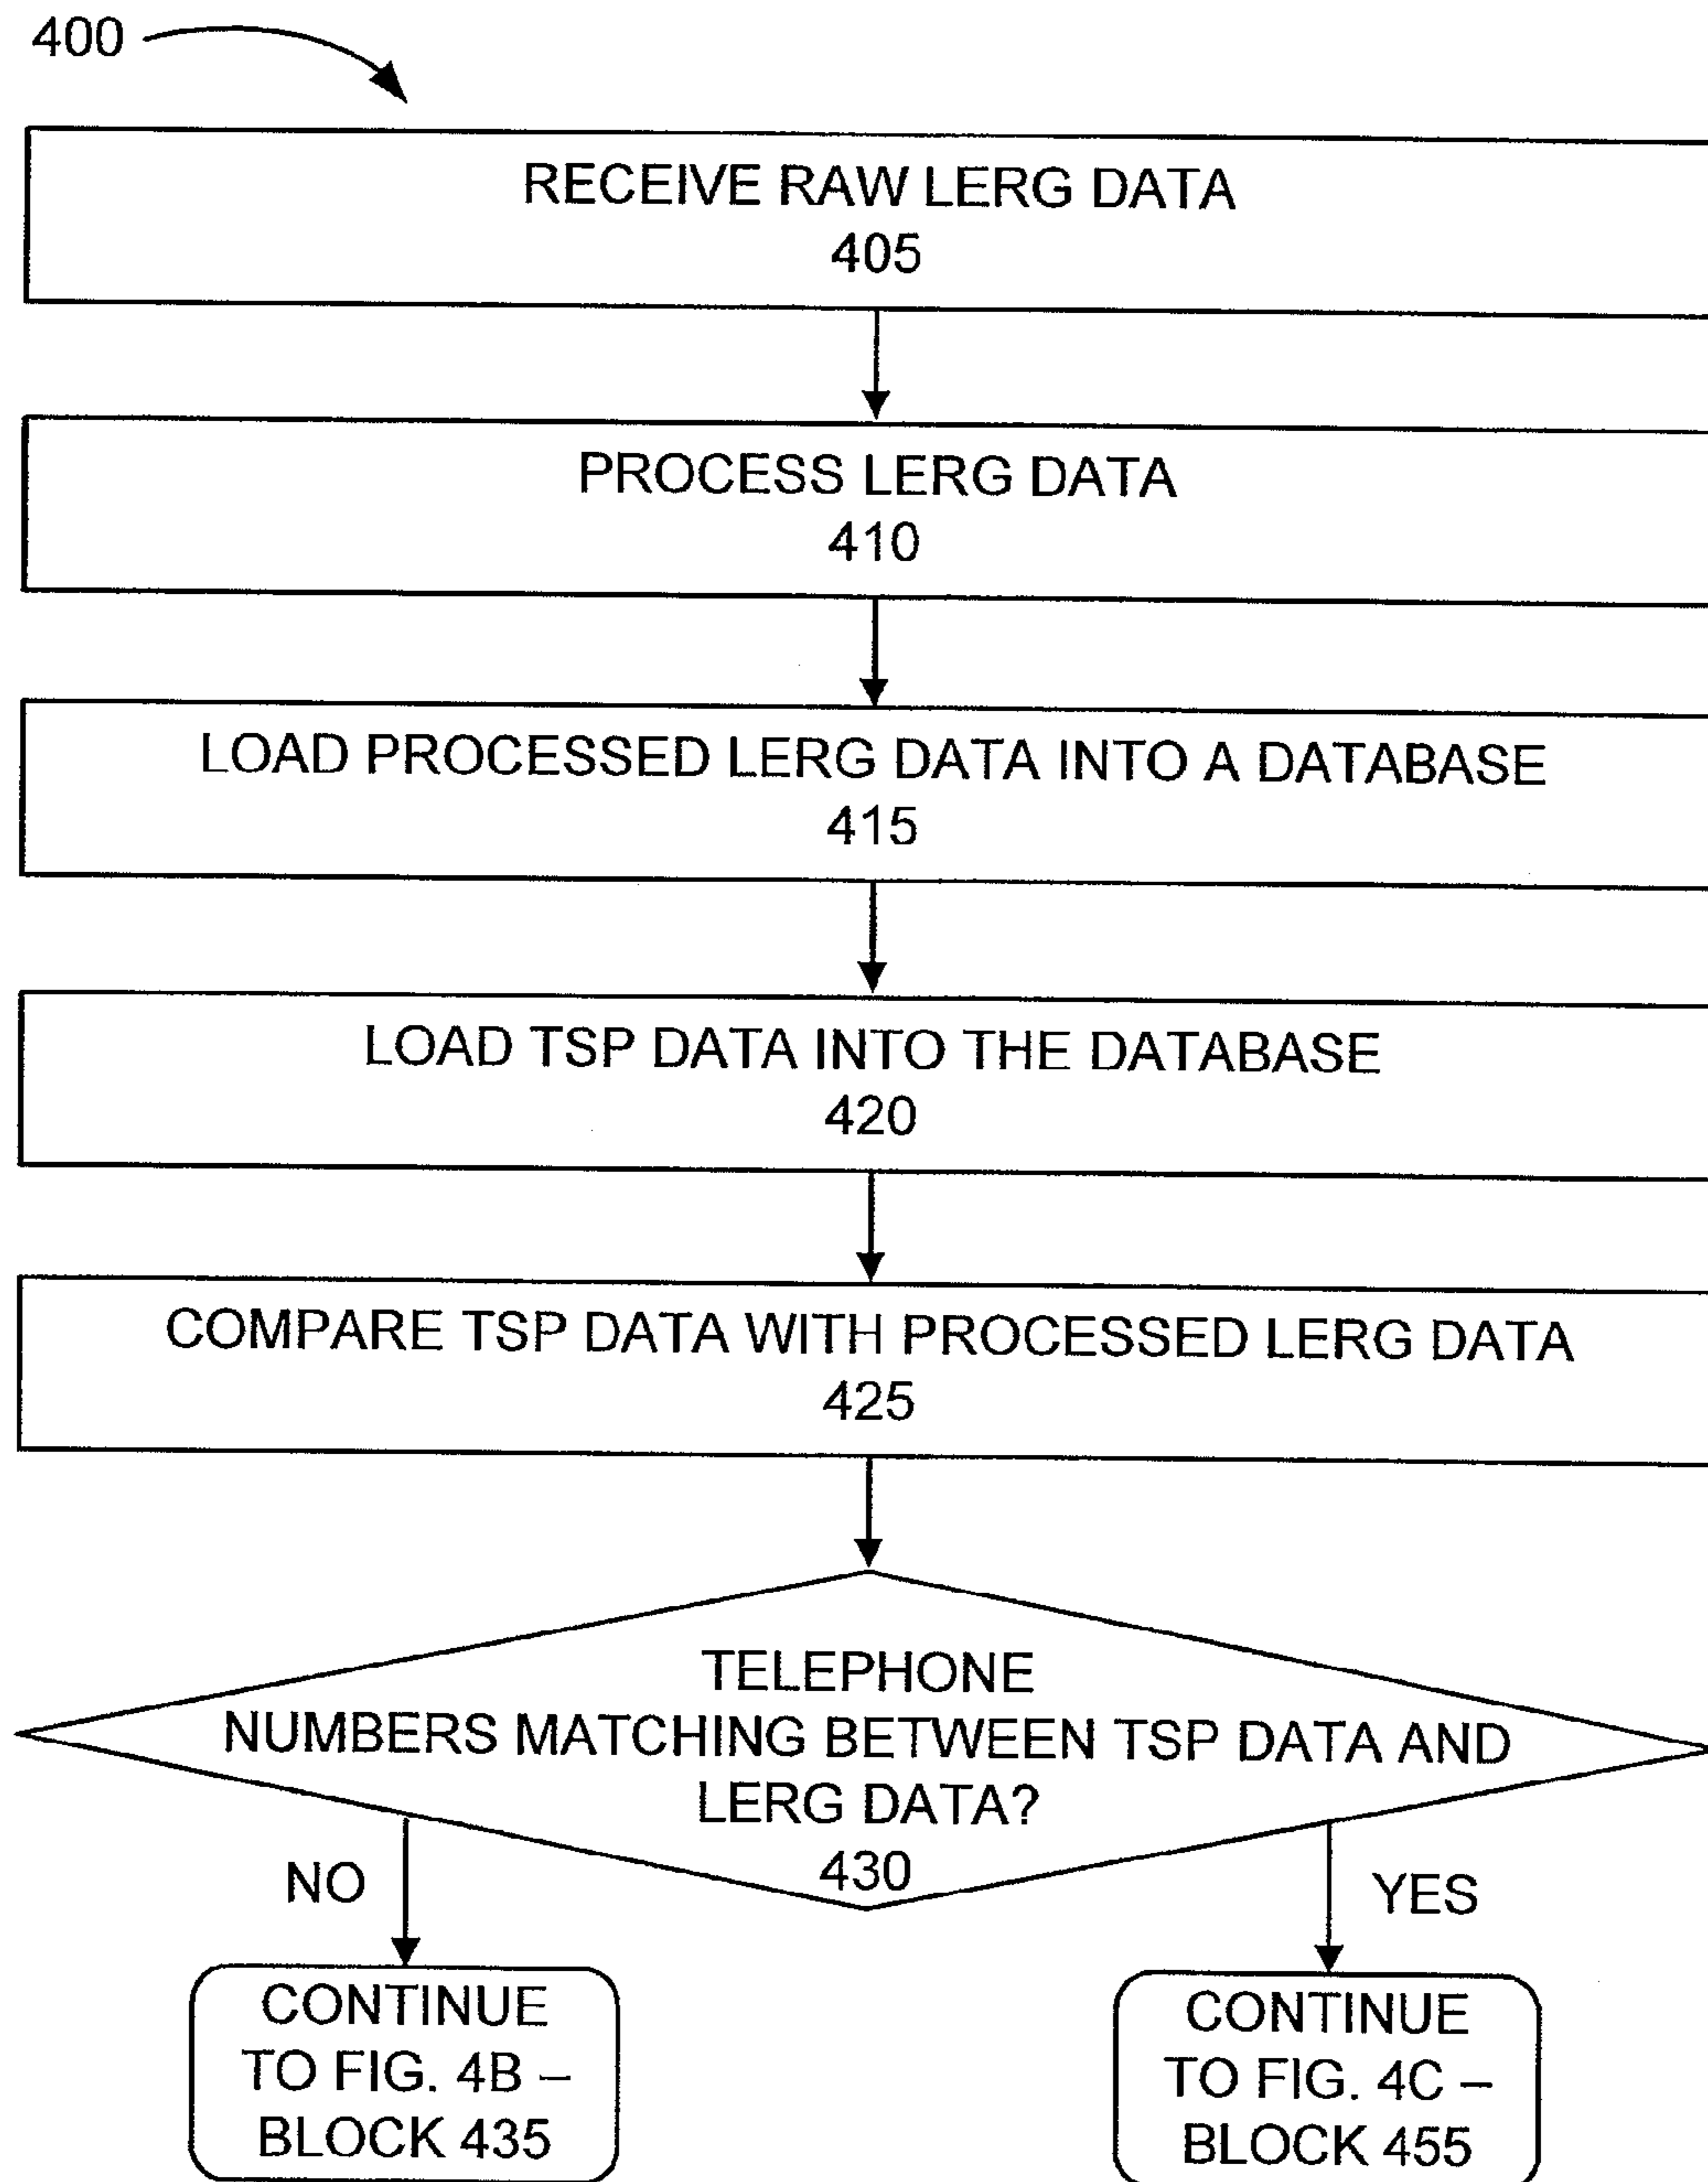 400
RECEIVE RAW LERG DATA
405
PROCESS LERG DATA
410
LOAD PROCESSED LERG DATA INTO A DATABASE
415
LOAD TSP DATA INTO THE DATABASE
420
COMPARE TSP DATA WITH PROCESSED LERG DATA
425
TELEPHONE
NUMBERS MATCHING BETWEEN TSP DATA AND
LERG DATA?
430
NO
YES
CONTINUE
TO FIG. 4B –
BLOCK 435
CONTINUE
TO FIG. 4C –
BLOCK 455